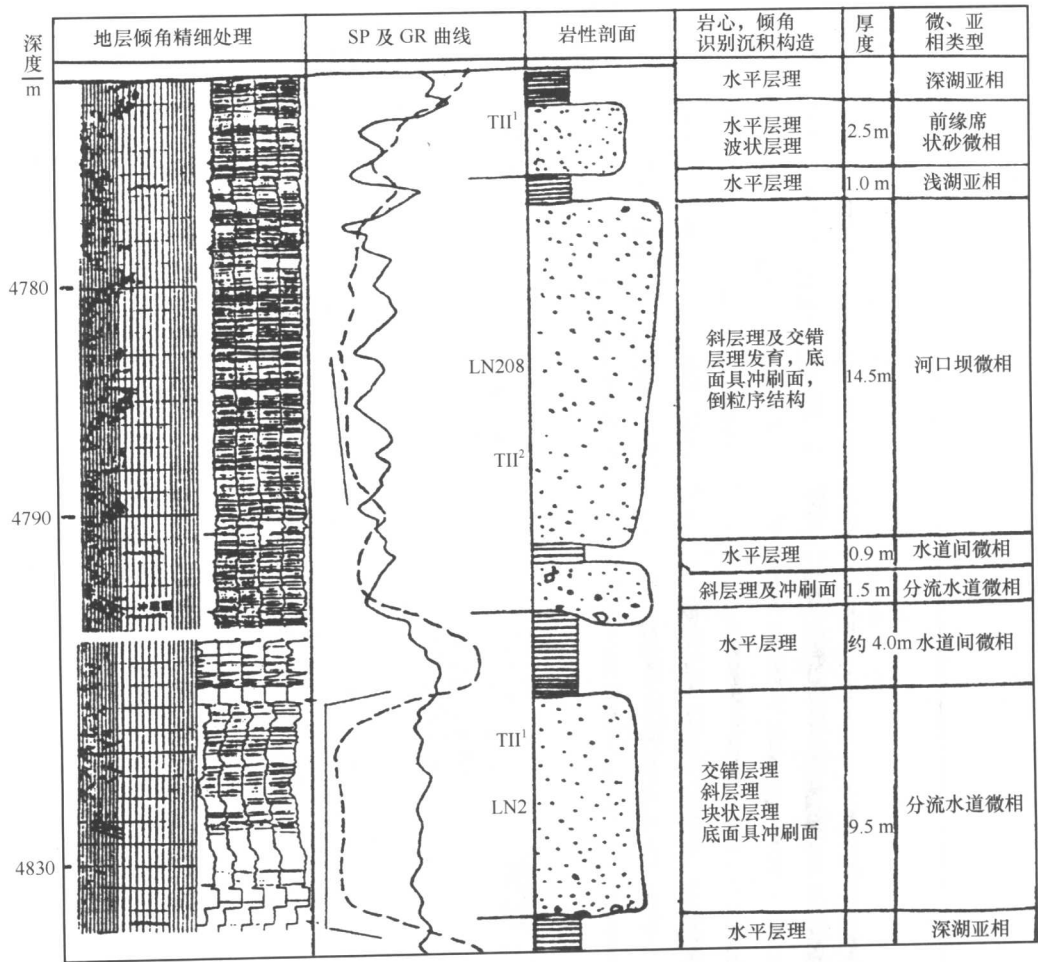 深度
m
地层倾角精细处理
SP 及 GR 曲线
岩性剖面
岩心，倾角
识别沉积构造
厚度
微、亚
相类型
水平层理
深湖亚相
TII¹
水平层理
波状层理
2.5 m
前缘席
状砂微相
水平层理
1.0 m
浅湖亚相
4780
LN208
斜层理及交错
层理发育，底
面具冲刷面，
倒粒序结构
14.5m
河口坝微相
TII²
4790
水平层理
0.9 m
水道间微相
斜层理及冲刷面
1.5 m
分流水道微相
水平层理
约 4.0m
水道间微相
TII¹
LN2
交错层理
斜层理
块状层理
底面具冲刷面
9.5 m
分流水道微相
4830
水平层理
深湖亚相